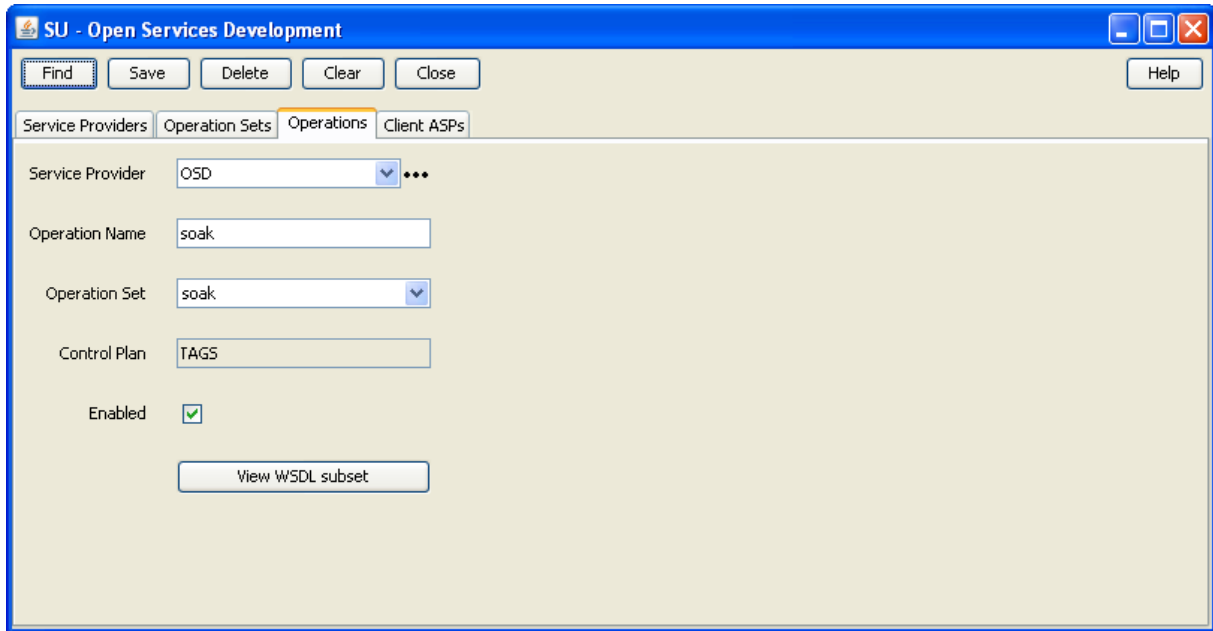 SU - Open Services Development
Find Save Delete Clear Close Help
Service Providers Operation Sets Operations Client ASPs
Service Provider OSD •••
Operation Name soak
Operation Set soak
Control Plan TAGS
Enabled
View WSDL subset